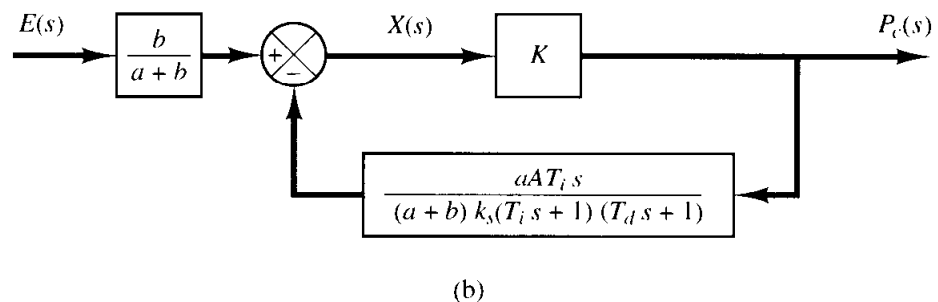 E(s)
b
a + b
+
−
X(s)
K
P_c(s)
aAT_i s
(a + b) k_s(T_i s + 1) (T_d s + 1)
(b)